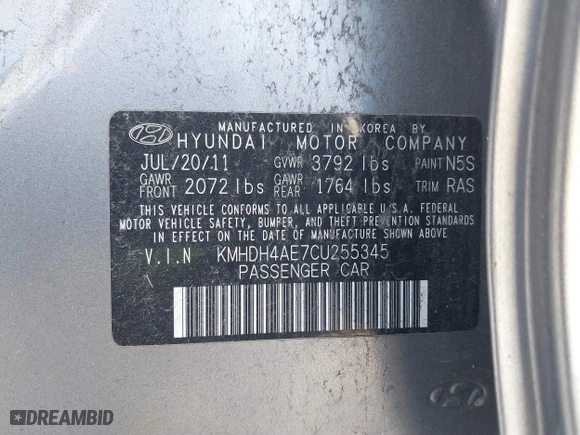 MANUFACTURED IN KOREA BY
HYUNDAI MOTOR COMPANY
JUL/20/11 GVWR 3792 lbs PAINT N5S
GAWR FRONT 2072 lbs GAWR REAR 1764 lbs TRIM RAS
THIS VEHICLE CONFORMS TO ALL APPLICABLE U.S.A. FEDERAL
MOTOR VEHICLE SAFETY, BUMPER, AND THEFT PREVENTION STANDARDS
IN EFFECT ON THE DATE OF MANUFACTURE SHOWN ABOVE.
V.I.N KMHDH4AE7CU255345
PASSENGER CAR
DREAMBID